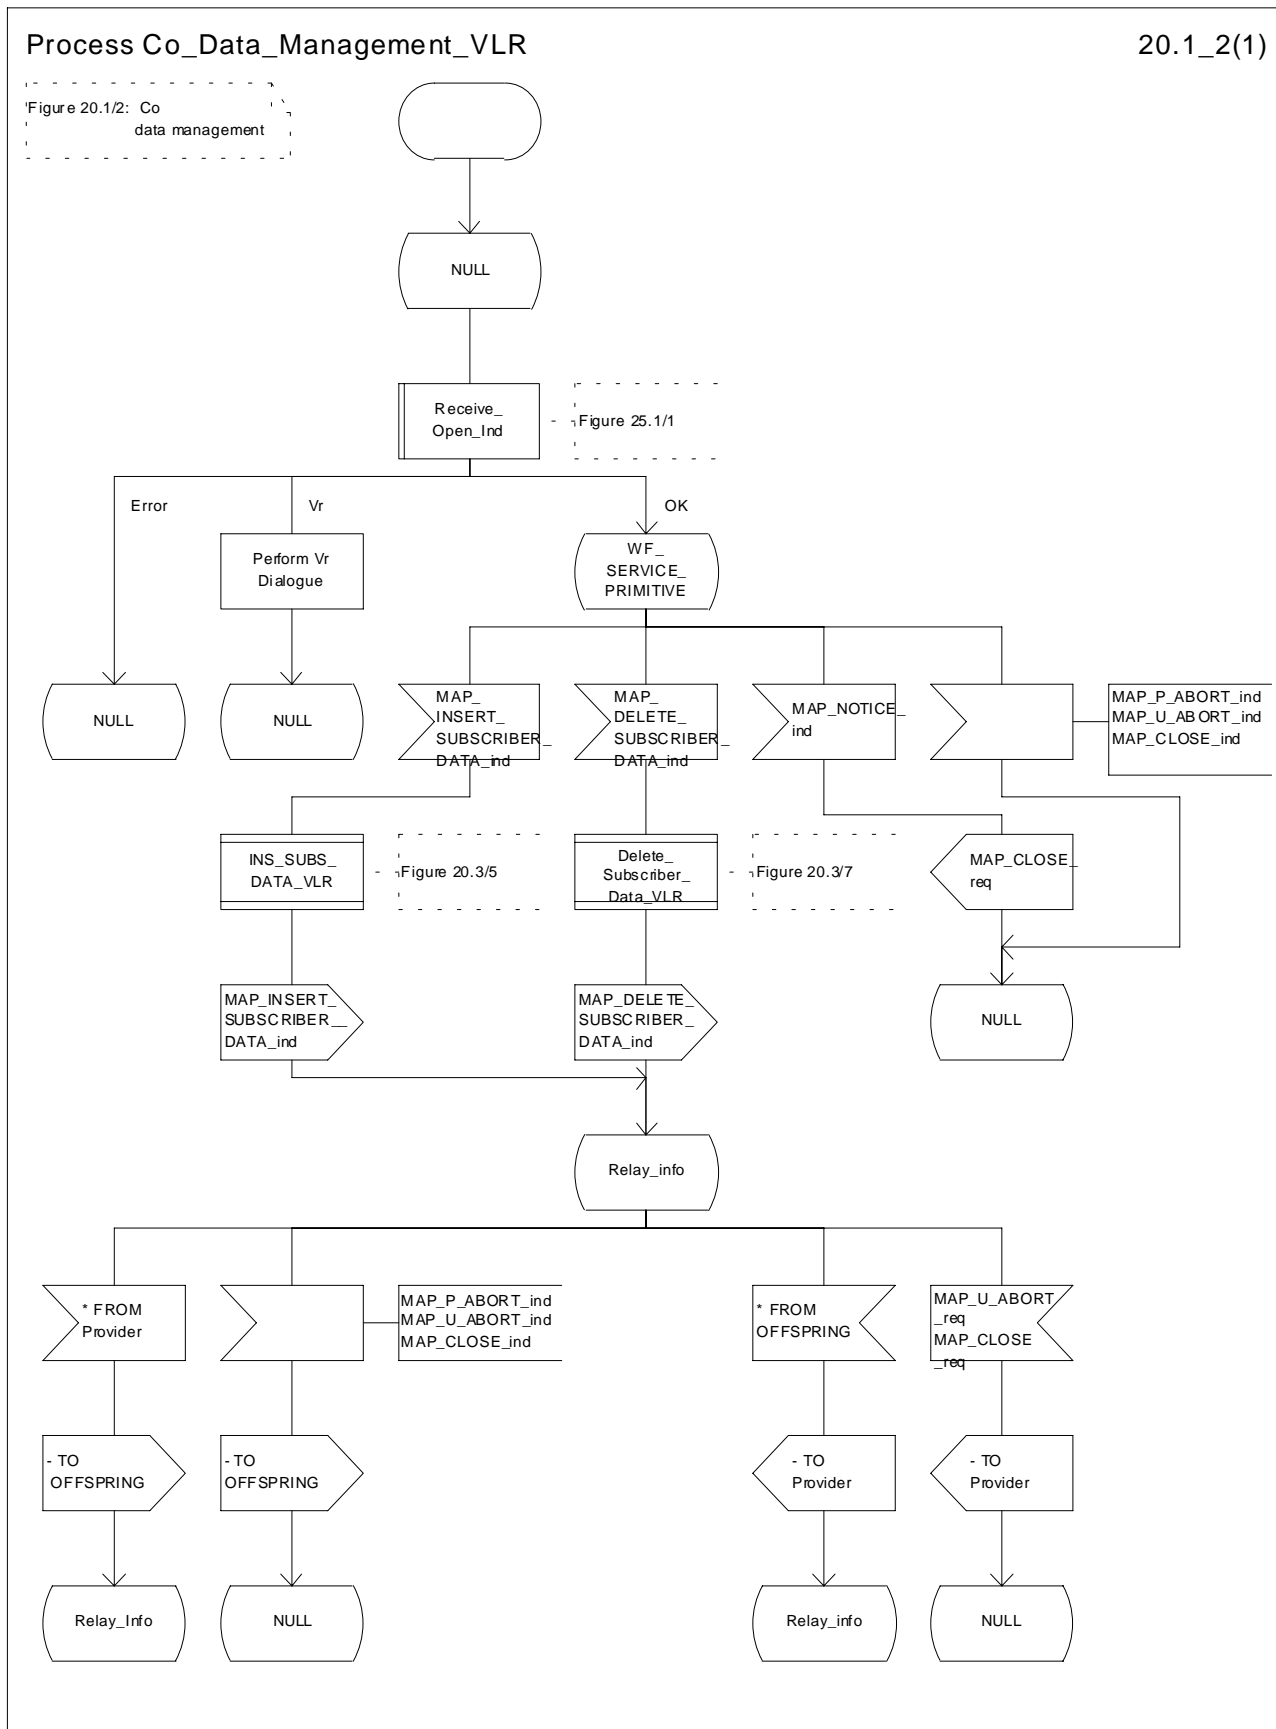 Process Co_Data_Management_VLR
20.1_2(1)
Figure 20.1/2: Co
data management
NULL
Receive_
Open_Ind
Figure 25.1/1
Error
Vr
OK
Perform Vr
Dialogue
WF_
SERVICE_
PRIMITIVE
NULL
NULL
MAP_
INSERT_
SUBSCRIBER_
DATA_ind
MAP_
DELETE_
SUBSCRIBER_
DATA_ind
MAP_NOTICE_
ind
MAP_P_ABORT_ind
MAP_U_ABORT_ind
MAP_CLOSE_ind
INS_SUBS_
DATA_VLR
Figure 20.3/5
Delete_
Subscriber_
Data_VLR
Figure 20.3/7
MAP_CLOSE_
req
MAP_INSERT_
SUBSCRIBER__
DATA_ind
MAP_DELETE_
SUBSCRIBER_
DATA_ind
NULL
Relay_info
* FROM
Provider
MAP_P_ABORT_ind
MAP_U_ABORT_ind
MAP_CLOSE_ind
* FROM
OFFSPRING
MAP_U_ABORT
_req
MAP_CLOSE
_req
- TO
OFFSPRING
- TO
OFFSPRING
- TO
Provider
- TO
Provider
Relay_Info
NULL
Relay_info
NULL